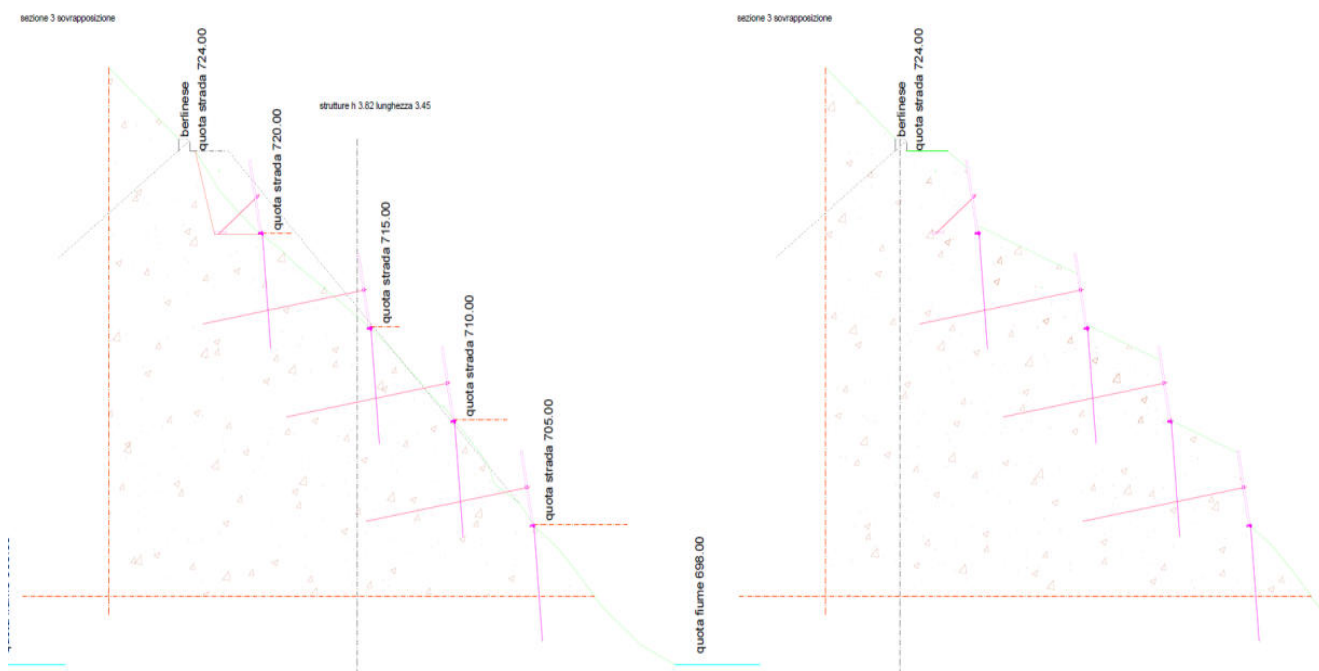 sezione 3 sovrapposizione
berlinese
quota strada 724.00
strutture h 3.82 lunghezza 3.45
quota strada 720.00
quota strada 715.00
quota strada 710.00
quota strada 705.00
quota fiume 698.00
sezione 3 sovrapposizione
berlinese
quota strada 724.00